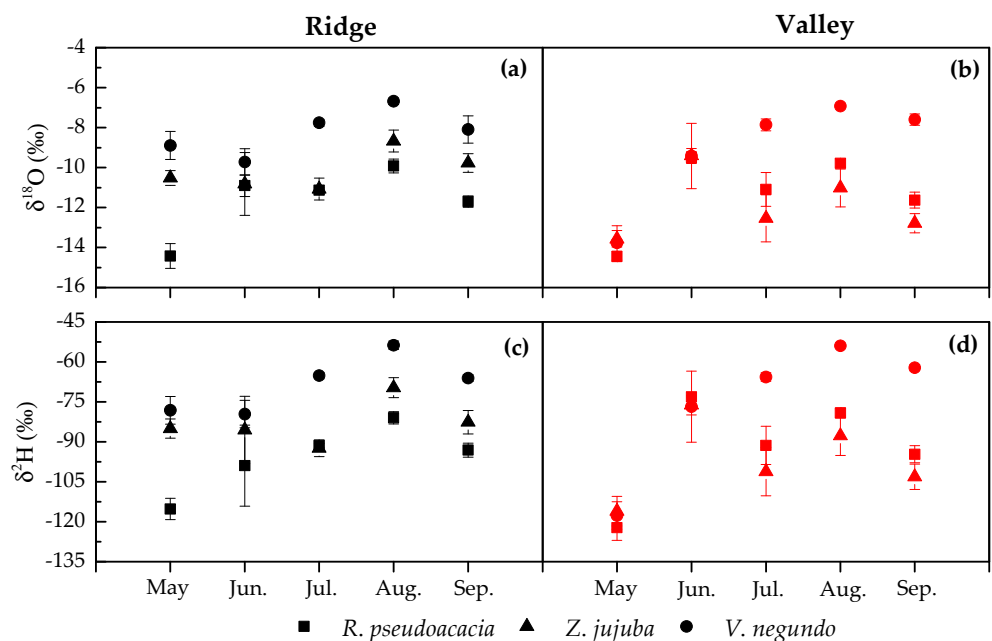 Ridge Valley
(a) (b)
δ18O (‰)
-4
-6
-8
-10
-12
-14
-16
(c) (d)
δ2H (‰)
-45
-60
-75
-90
-105
-120
-135
May Jun. Jul. Aug. Sep. May Jun. Jul. Aug. Sep.
R. pseudoacacia Z. jujuba V. negundo